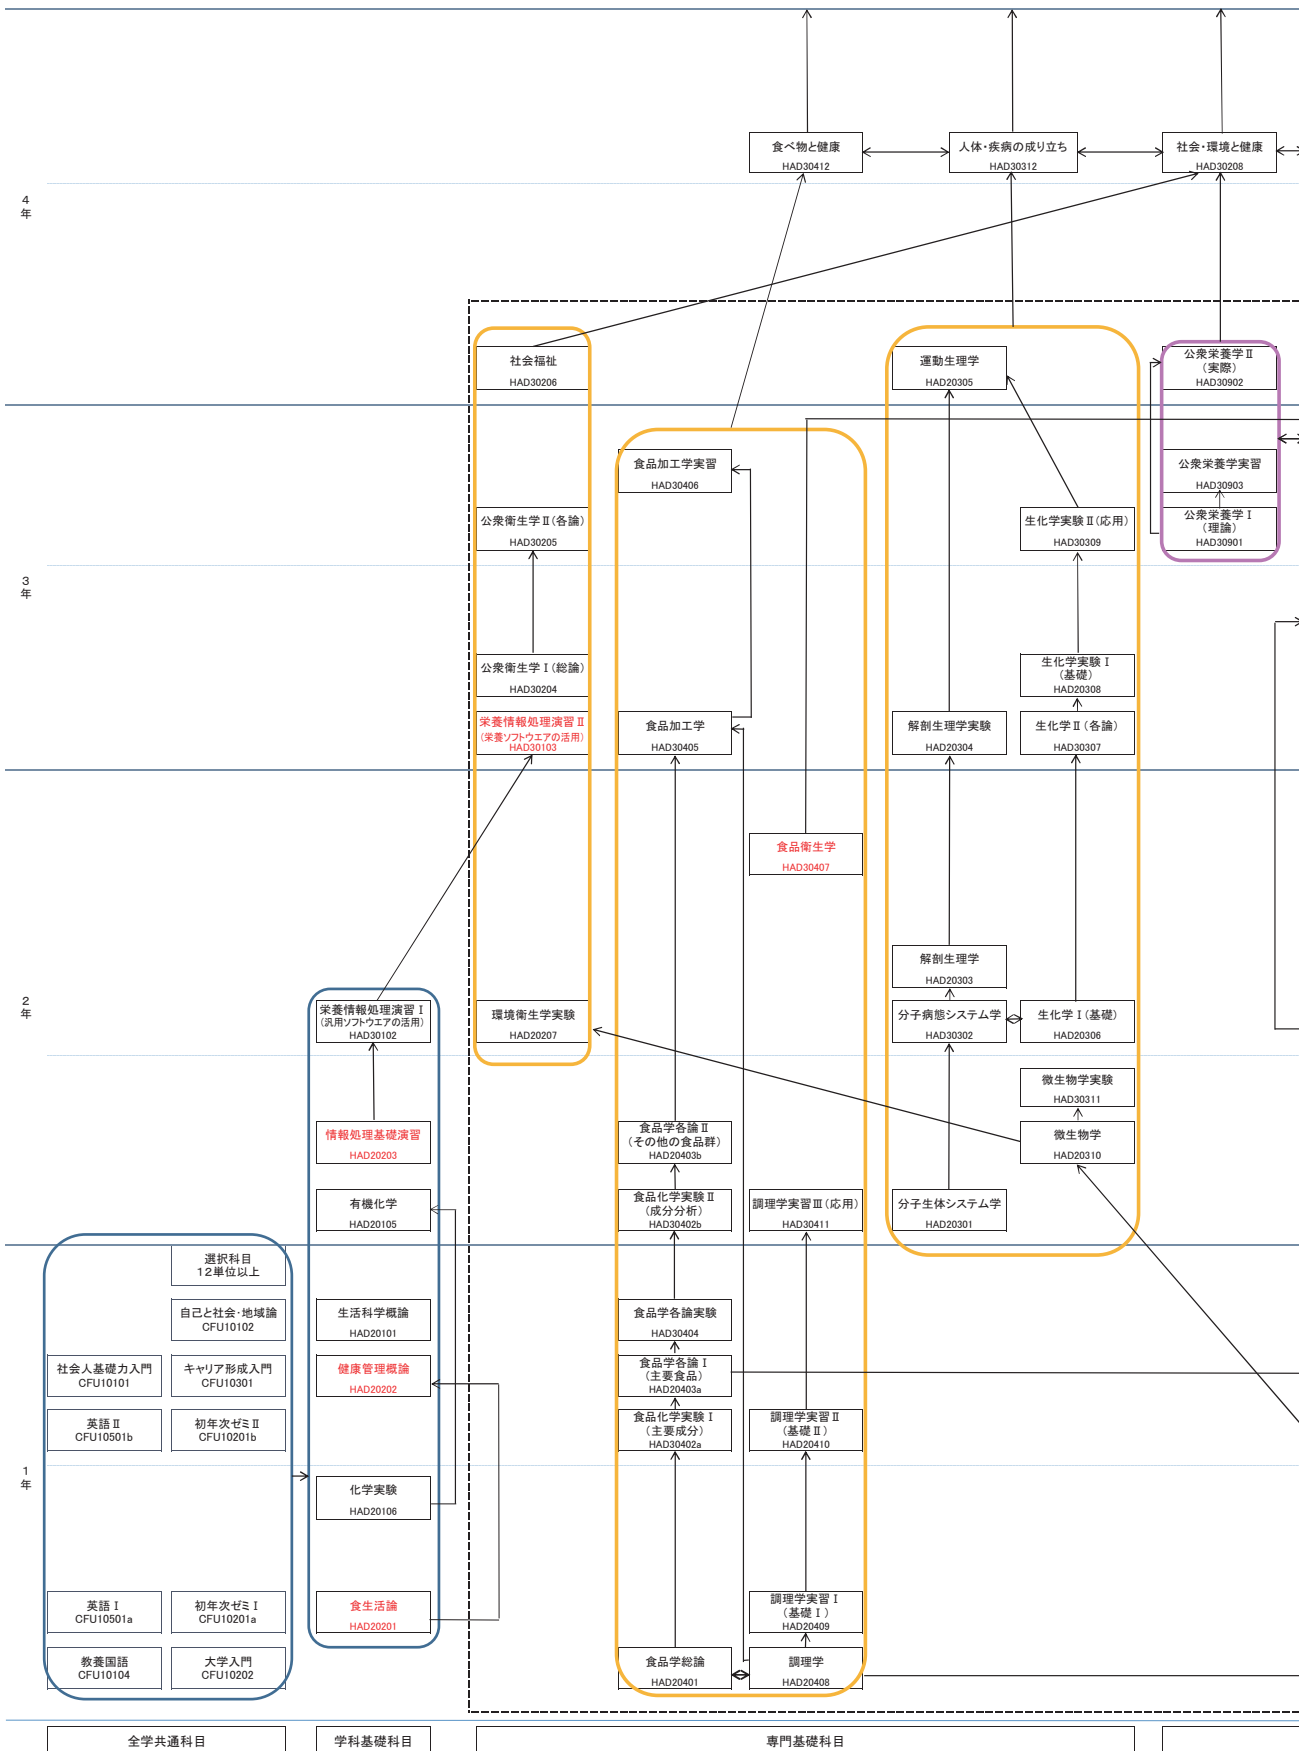 食べ物と健康
HAD30412
人体・疾病の成り立ち
HAD30312
社会・環境と健康
HAD30208
4
年
社会福祉
HAD30206
運動生理学
HAD20305
公衆栄養学Ⅱ
(実際)
HAD30902
食品加工学実習
HAD30406
公衆栄養学実習
HAD30903
公衆衛生学Ⅱ(各論)
HAD30205
生化学実験Ⅱ(応用)
HAD30309
公衆栄養学Ⅰ
(理論)
HAD30901
3
年
公衆衛生学Ⅰ(総論)
HAD30204
生化学実験Ⅰ
(基礎)
HAD20308
栄養情報処理演習Ⅱ
(栄養ソフトウエアの活用)
HAD30103
食品加工学
HAD30405
解剖生理学実験
HAD20304
生化学Ⅱ(各論)
HAD30307
食品衛生学
HAD30407
解剖生理学
HAD20303
2
年
栄養情報処理演習Ⅰ
(汎用ソフトウエアの活用)
HAD30102
環境衛生学実験
HAD20207
分子病態システム学
HAD30302
生化学Ⅰ(基礎)
HAD20306
微生物学実験
HAD30311
情報処理基礎演習
HAD20203
食品学各論Ⅱ
(その他の食品群)
HAD20403b
微生物学
HAD20310
有機化学
HAD20105
食品化学実験Ⅱ
(成分分析)
HAD30402b
調理学実習Ⅲ(応用)
HAD30411
分子生体システム学
HAD20301
選択科目
12単位以上
自己と社会・地域論
CFU10102
生活科学概論
HAD20101
食品学各論実験
HAD30404
社会人基礎力入門
CFU10101
キャリア形成入門
CFU10301
健康管理概論
HAD20202
食品学各論Ⅰ
(主要食品)
HAD20403a
英語Ⅱ
CFU10501b
初年次ゼミⅡ
CFU10201b
食品化学実験Ⅰ
(主要成分)
HAD30402a
調理学実習Ⅱ
(基礎Ⅱ)
HAD20410
1
年
化学実験
HAD20106
英語Ⅰ
CFU10501a
初年次ゼミⅠ
CFU10201a
食生活論
HAD20201
調理学実習Ⅰ
(基礎Ⅰ)
HAD20409
教養国語
CFU10104
大学入門
CFU10202
食品学総論
HAD20401
調理学
HAD20408
全学共通科目
学科基礎科目
専門基礎科目